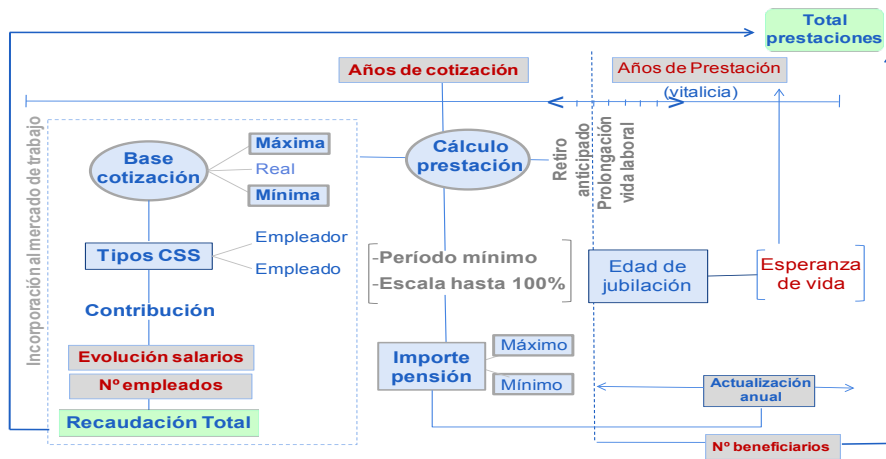 Total
prestaciones
Años de cotización
Años de Prestación
(vitalicia)
Incorporación al mercado de trabajo
Base
cotización
Máxima
Real
Mínima
Cálculo
prestación
Retiro
anticipado
Prolongación
vida laboral
Tipos CSS
Empleador
Empleado
-Período mínimo
-Escala hasta 100%
Edad de
jubilación
Esperanza
de vida
Contribución
Evolución salarios
Nº empleados
Recaudación Total
Importe
pensión
Máximo
Mínimo
Actualización
anual
Nº beneficiarios